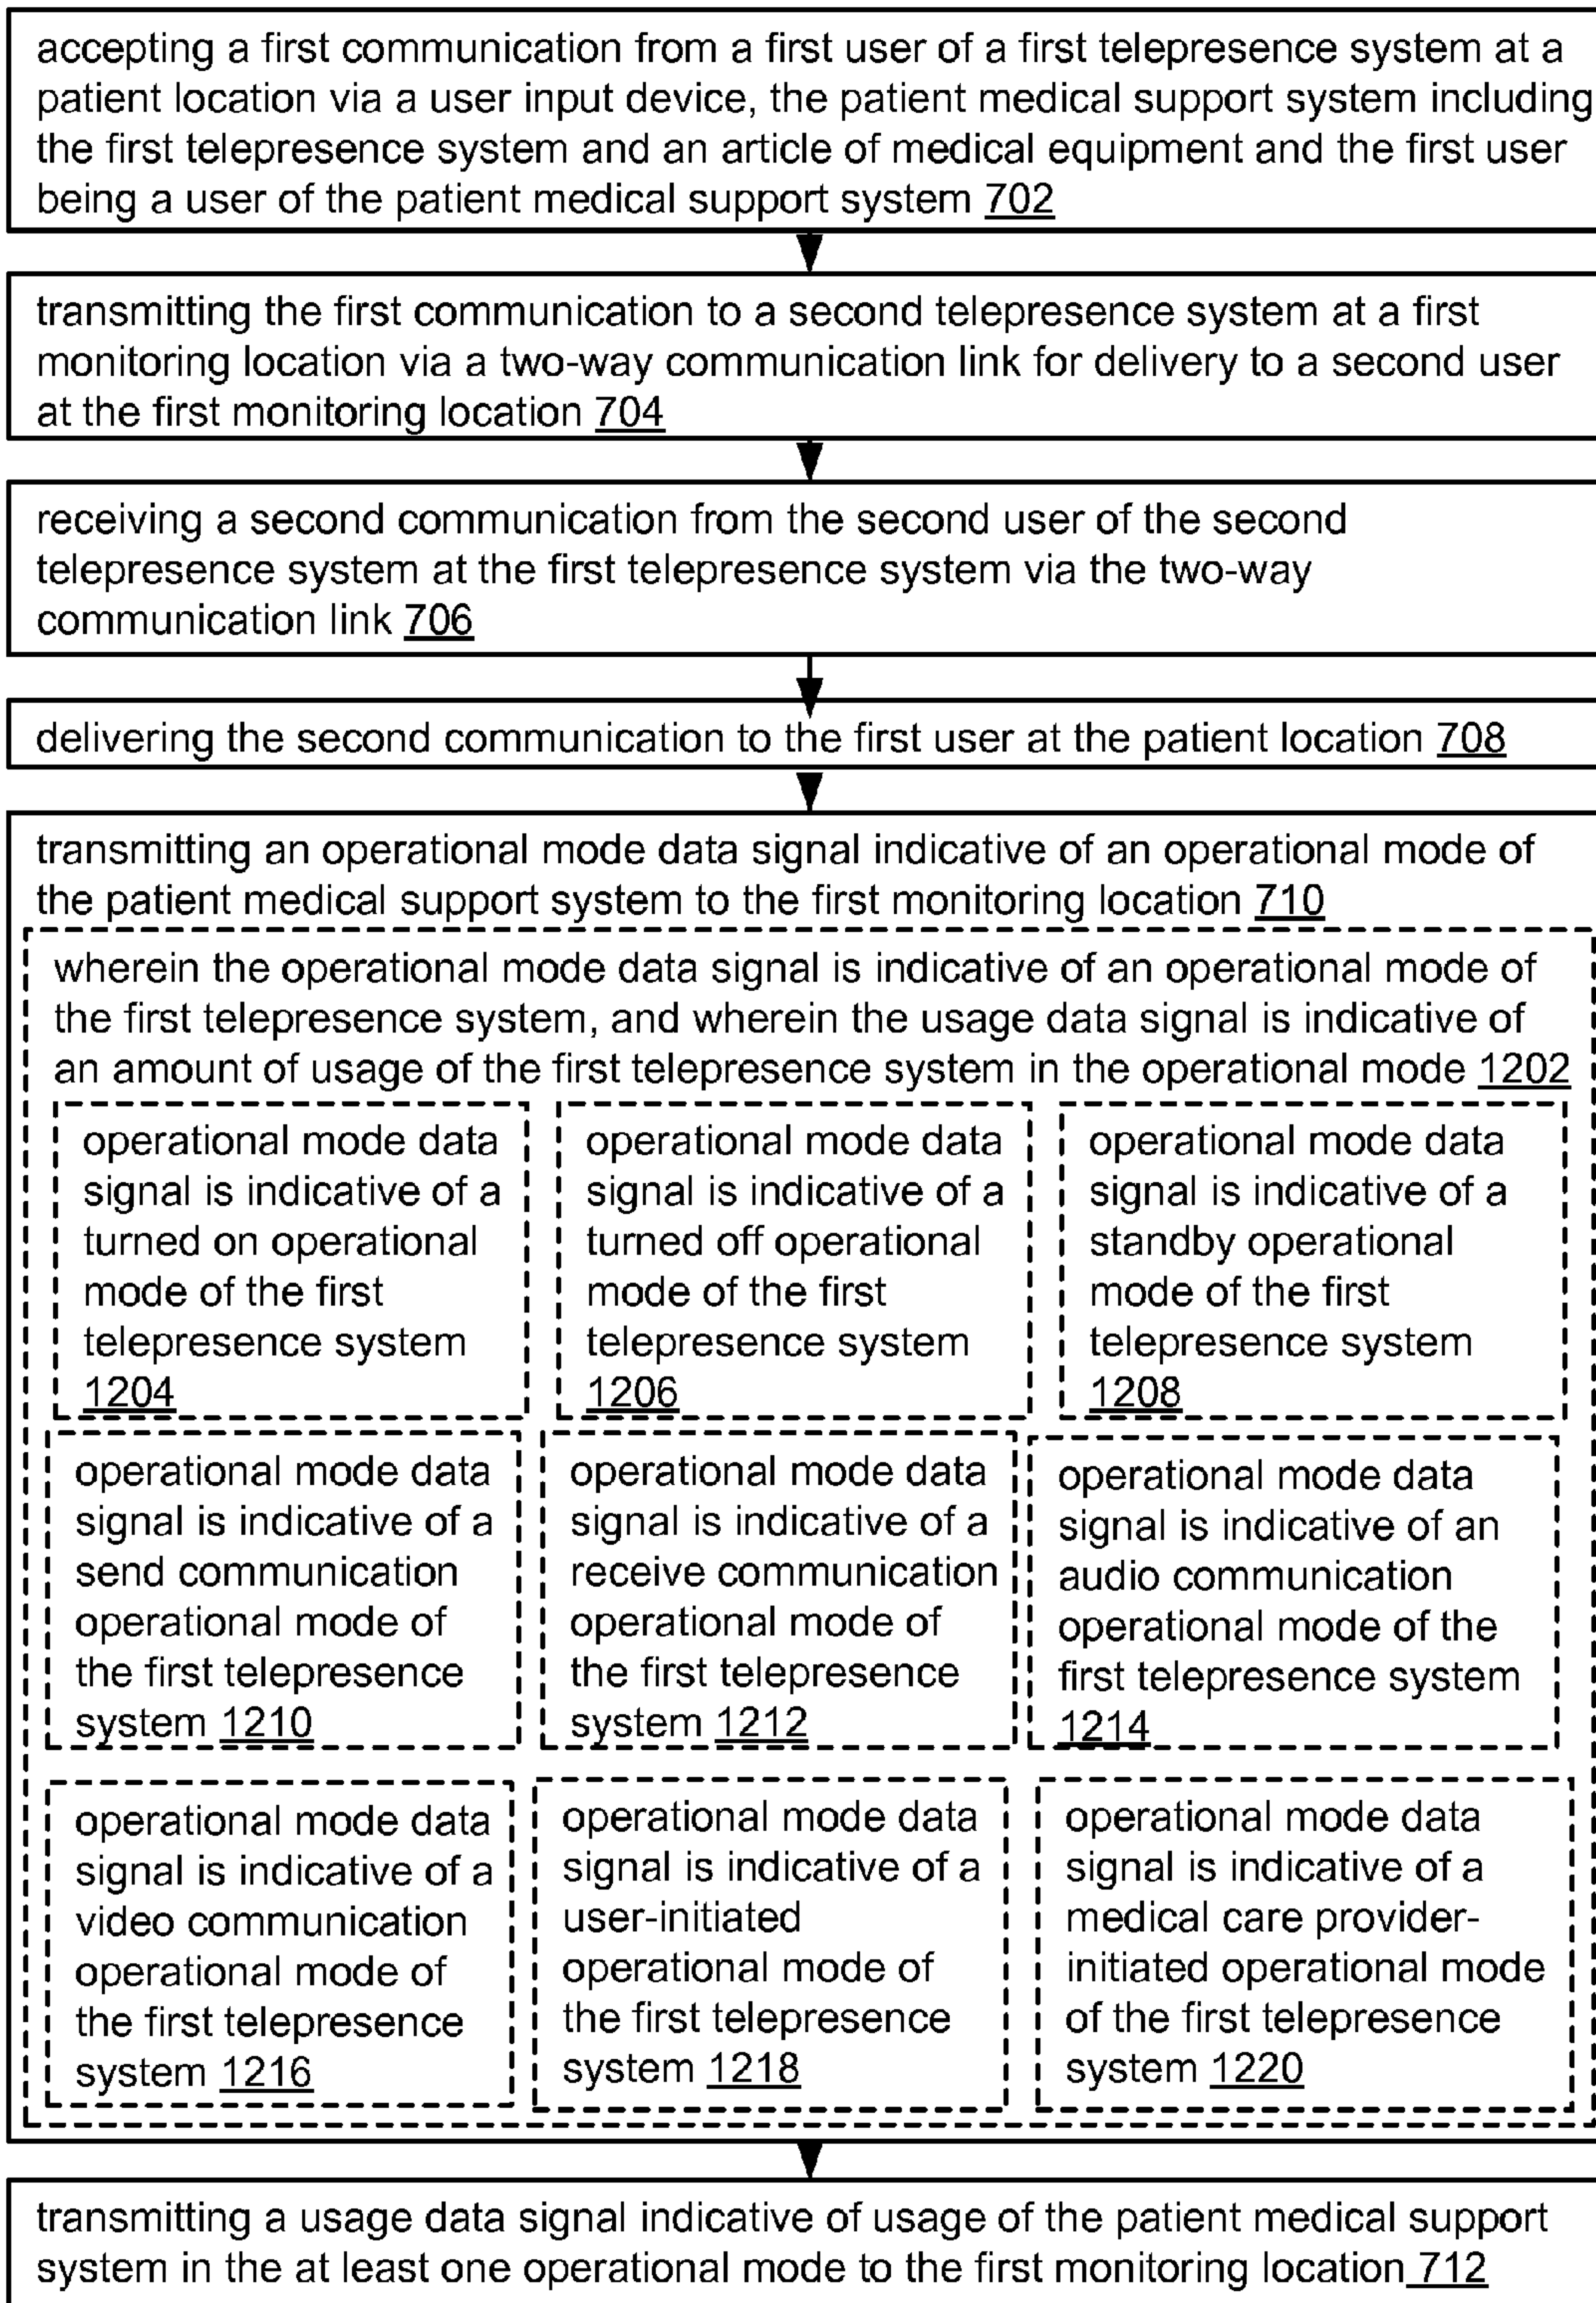 accepting a first communication from a first user of a first telepresence system at a
patient location via a user input device, the patient medical support system including
the first telepresence system and an article of medical equipment and the first user
being a user of the patient medical support system 702
transmitting the first communication to a second telepresence system at a first
monitoring location via a two-way communication link for delivery to a second user
at the first monitoring location 704
receiving a second communication from the second user of the second
telepresence system at the first telepresence system via the two-way
communication link 706
delivering the second communication to the first user at the patient location 708
transmitting an operational mode data signal indicative of an operational mode of
the patient medical support system to the first monitoring location 710
wherein the operational mode data signal is indicative of an operational mode of
the first telepresence system, and wherein the usage data signal is indicative of
an amount of usage of the first telepresence system in the operational mode 1202
operational mode data
signal is indicative of a
turned on operational
mode of the first
telepresence system
1204
operational mode data
signal is indicative of a
turned off operational
mode of the first
telepresence system
1206
operational mode data
signal is indicative of a
standby operational
mode of the first
telepresence system
1208
operational mode data
signal is indicative of a
send communication
operational mode of
the first telepresence
system 1210
operational mode data
signal is indicative of a
receive communication
operational mode of
the first telepresence
system 1212
operational mode data
signal is indicative of an
audio communication
operational mode of the
first telepresence system
1214
operational mode data
signal is indicative of a
video communication
operational mode of
the first telepresence
system 1216
operational mode data
signal is indicative of a
user-initiated
operational mode of
the first telepresence
system 1218
operational mode data
signal is indicative of a
medical care provider-
initiated operational mode
of the first telepresence
system 1220
transmitting a usage data signal indicative of usage of the patient medical support
system in the at least one operational mode to the first monitoring location 712